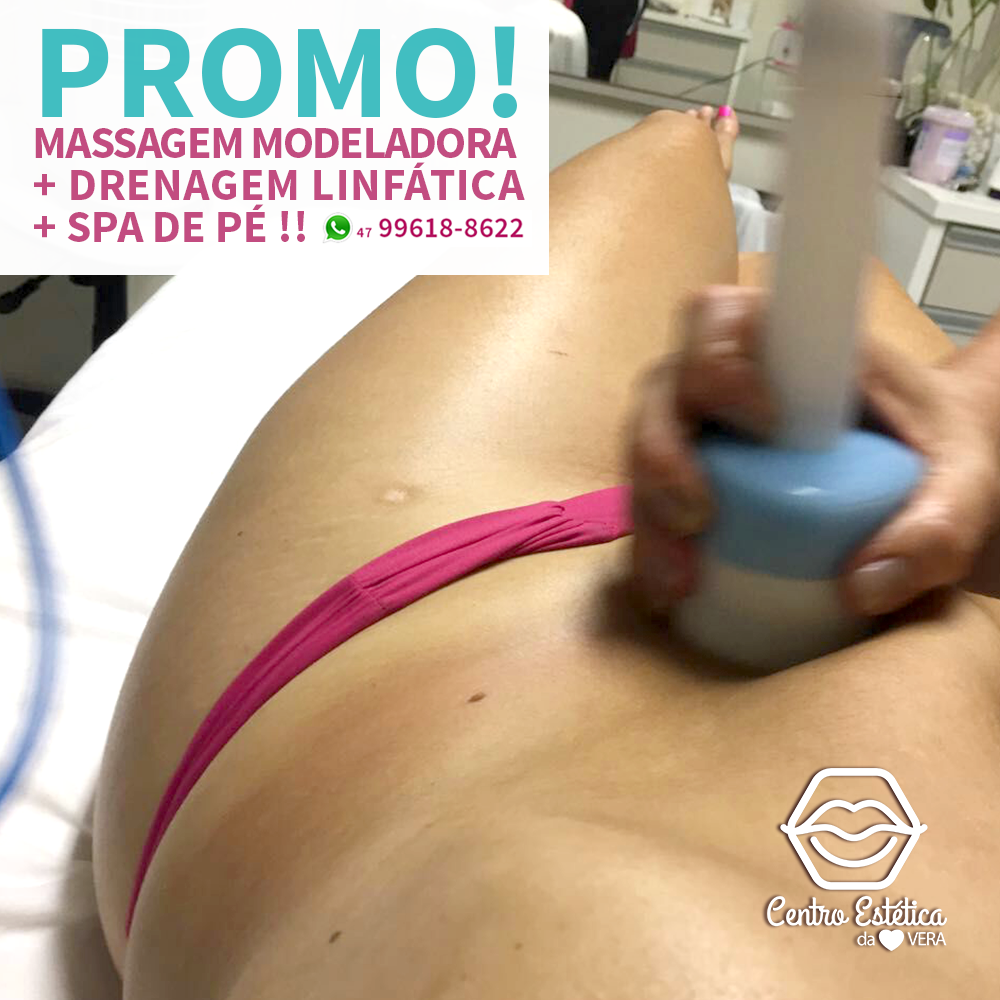 PROMO!
MASSAGEM MODELADORA
+ DRENAGEM LINFÁTICA
+ SPA DE PÉ !! 47 99618-8622
Centro Estética
da VERA